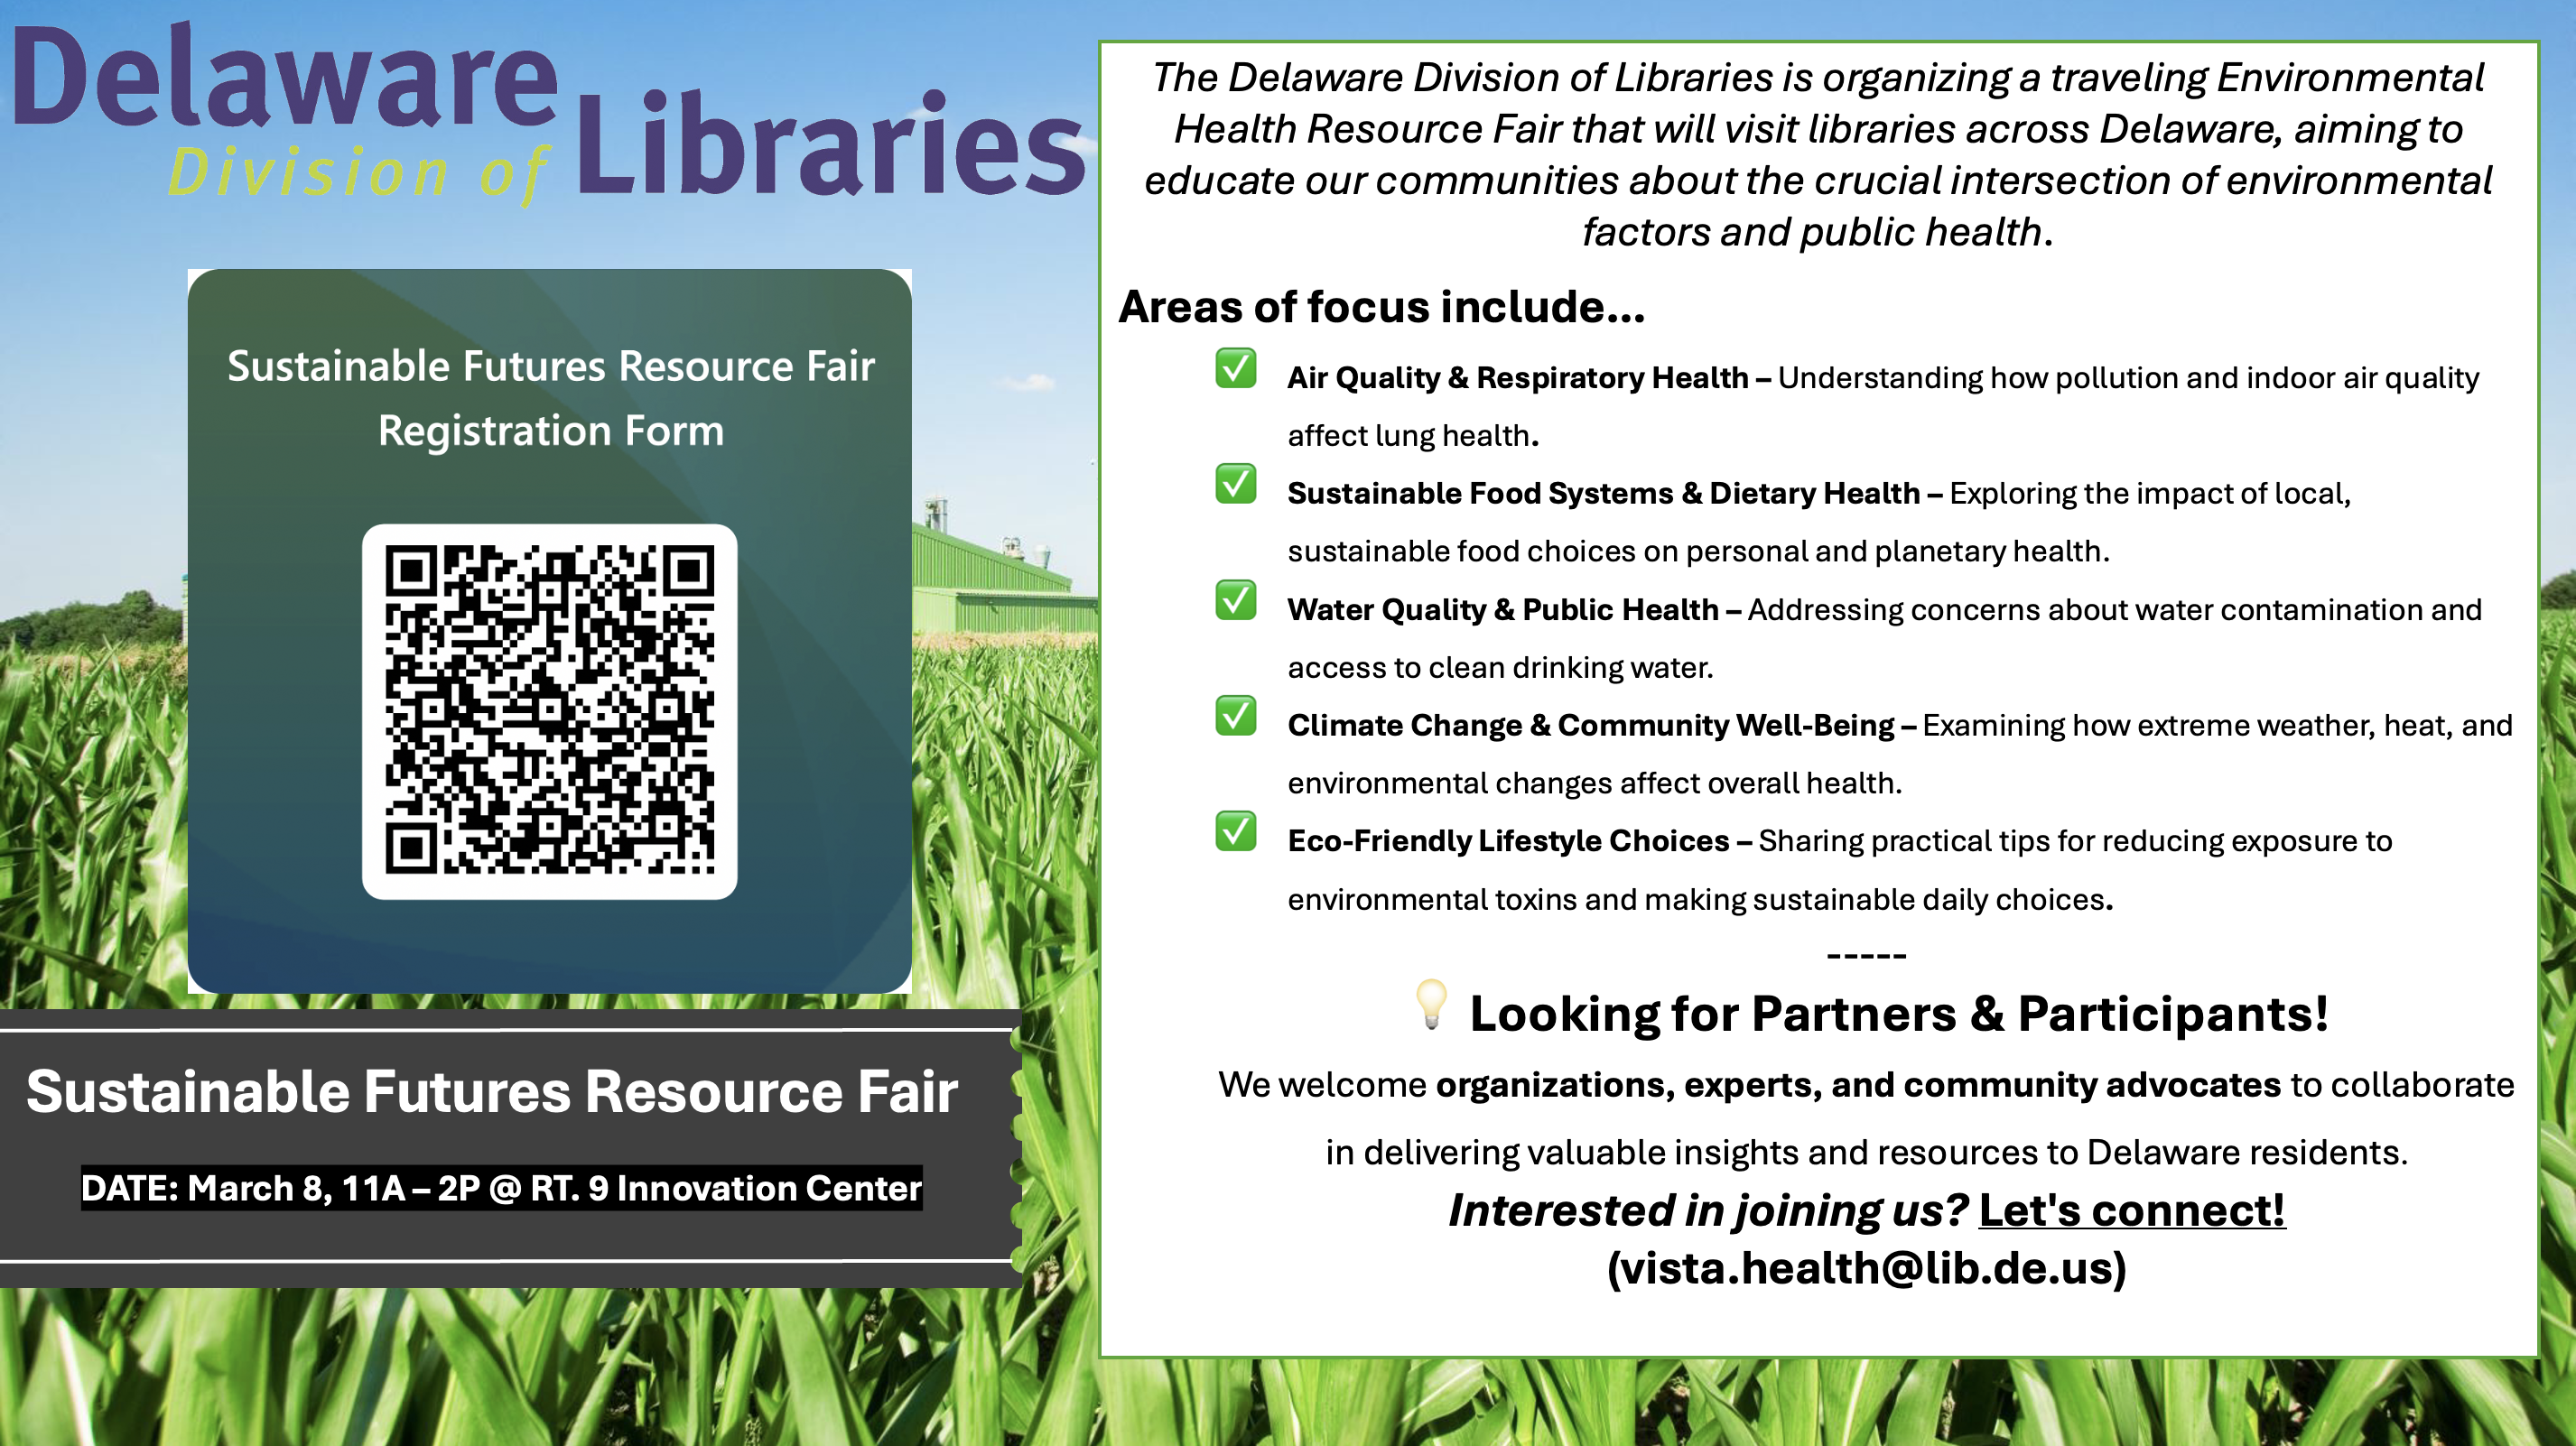 Delaware
Division of Libraries
Sustainable Futures Resource Fair
Registration Form
Sustainable Futures Resource Fair
DATE: March 8, 11A – 2P @ RT. 9 Innovation Center
The Delaware Division of Libraries is organizing a traveling Environmental
Health Resource Fair that will visit libraries across Delaware, aiming to
educate our communities about the crucial intersection of environmental
factors and public health.
Areas of focus include...
✅ Air Quality & Respiratory Health – Understanding how pollution and indoor air quality
affect lung health.
✅ Sustainable Food Systems & Dietary Health – Exploring the impact of local,
sustainable food choices on personal and planetary health.
✅ Water Quality & Public Health – Addressing concerns about water contamination and
access to clean drinking water.
✅ Climate Change & Community Well-Being – Examining how extreme weather, heat, and
environmental changes affect overall health.
✅ Eco-Friendly Lifestyle Choices – Sharing practical tips for reducing exposure to
environmental toxins and making sustainable daily choices.
-----
💡 Looking for Partners & Participants!
We welcome organizations, experts, and community advocates to collaborate
in delivering valuable insights and resources to Delaware residents.
Interested in joining us? Let's connect!
(vista.health@lib.de.us)